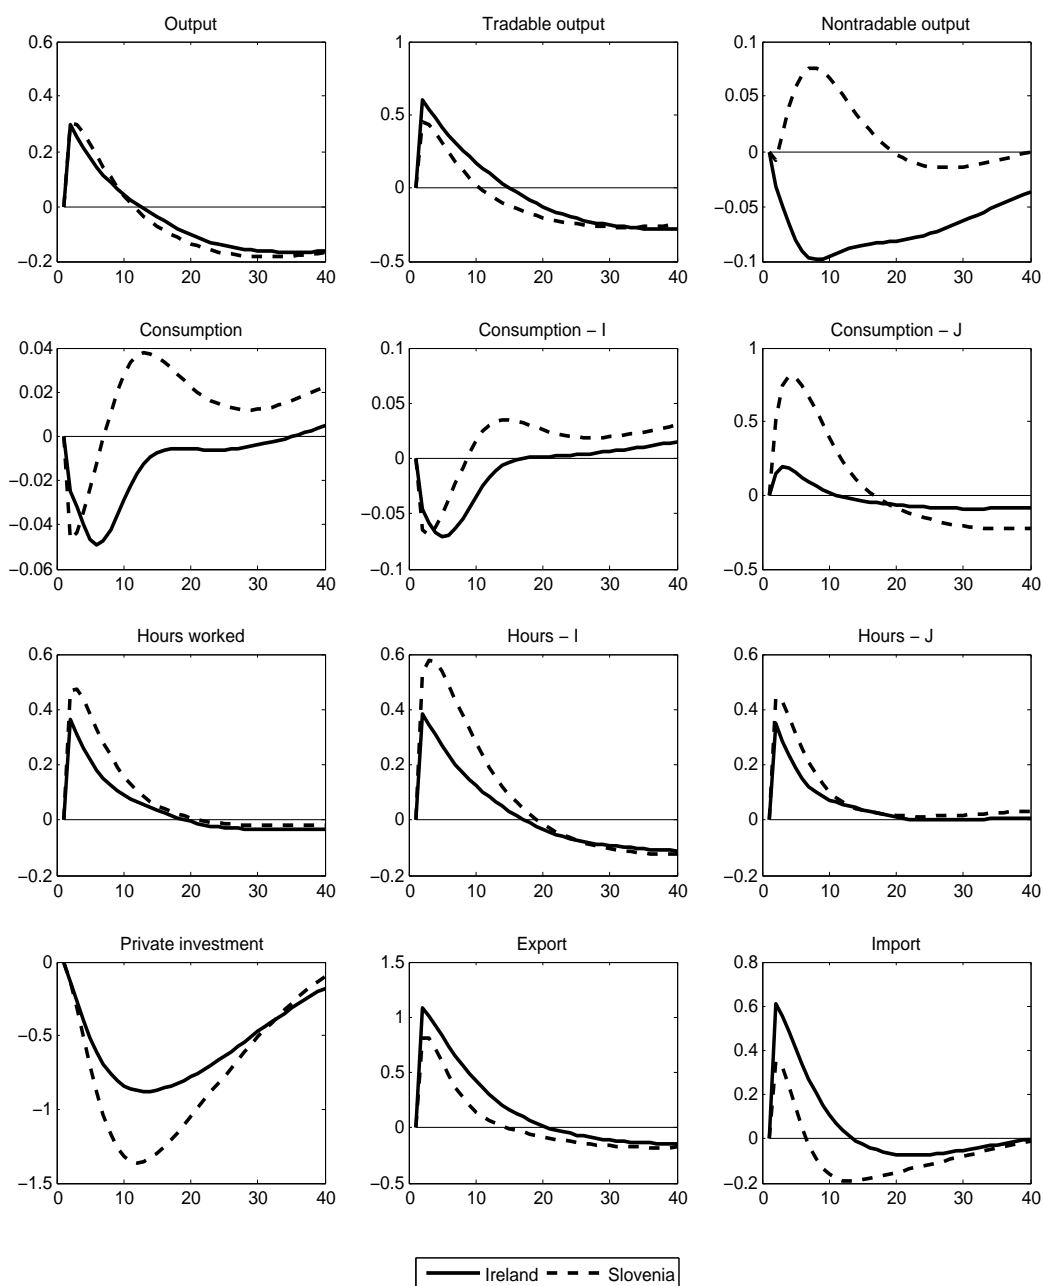 Output
Tradable output
Nontradable output
0.6
0.4
0.2
0
−0.2
0 10 20 30 40
1
0.5
0
−0.5
0 10 20 30 40
0.1
0.05
0
−0.05
−0.1
0 10 20 30 40
Consumption
Consumption − I
Consumption − J
0.04
0.02
0
−0.02
−0.04
−0.06
0 10 20 30 40
0.1
0.05
0
−0.05
−0.1
0 10 20 30 40
1
0.5
0
−0.5
0 10 20 30 40
Hours worked
Hours − I
Hours − J
0.6
0.4
0.2
0
−0.2
0 10 20 30 40
0.6
0.4
0.2
0
−0.2
0 10 20 30 40
0.6
0.4
0.2
0
−0.2
0 10 20 30 40
Private investment
Export
Import
0
−0.5
−1
−1.5
0 10 20 30 40
1.5
1
0.5
0
−0.5
0 10 20 30 40
0.8
0.6
0.4
0.2
0
−0.2
0 10 20 30 40
Ireland Slovenia